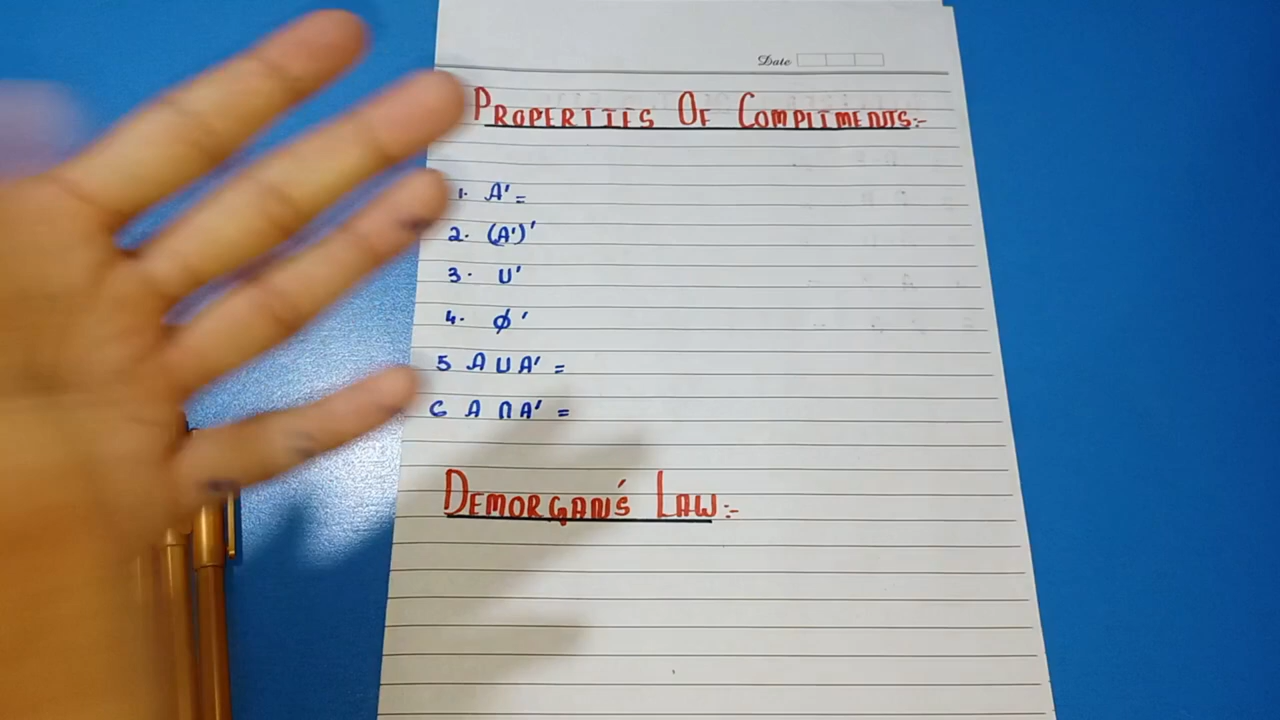 Date
PROPERTIES OF COMPLIMENTS:-
1. A' =
2. (A')'
3. U'
4. ϕ'
5 A U A' =
6 A ∩ A' =
DEMORGAN'S LAW:-